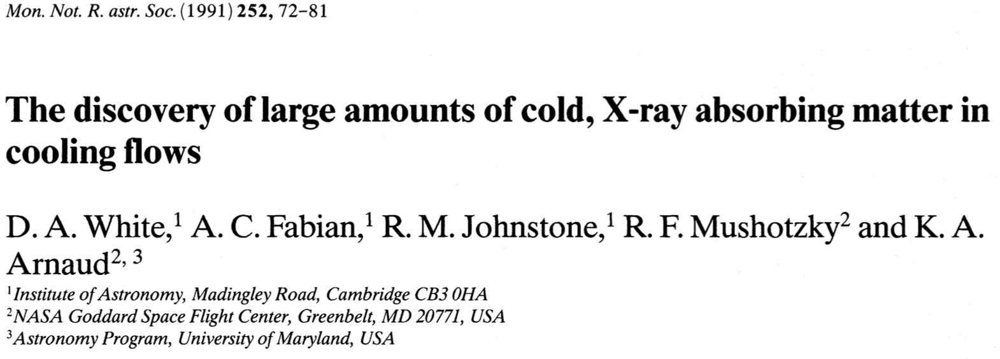 Mon. Not. R. astr. Soc. (1991) 252, 72–81
The discovery of large amounts of cold, X-ray absorbing matter in
cooling flows
D. A. White,¹ A. C. Fabian,¹ R. M. Johnstone,¹ R. F. Mushotzky² and K. A.
Arnaud²,³
¹Institute of Astronomy, Madingley Road, Cambridge CB3 0HA
²NASA Goddard Space Flight Center, Greenbelt, MD 20771, USA
³Astronomy Program, University of Maryland, USA